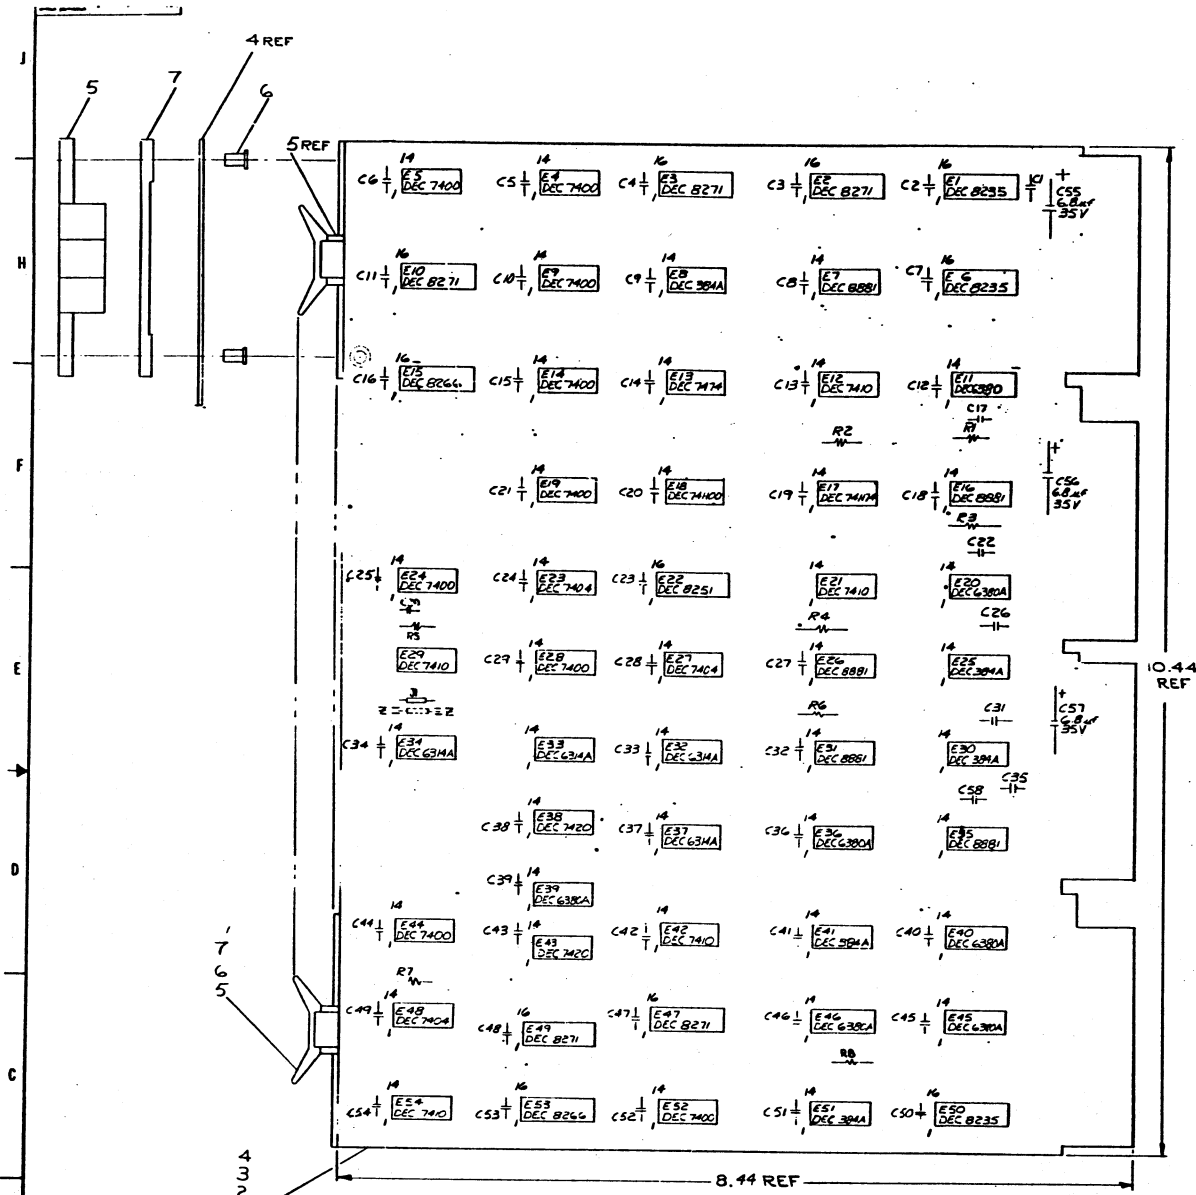 J
H
F
E
D
C
4 REF
5
7
6
5 REF
14
C6 E5
DEC 7400
14
C5 E4
DEC 7400
16
C4 E3
DEC 8271
16
C3 E2
DEC 8271
16
C2 E1
DEC 8235
C1
+
C55
6.8uf
35V
16
C11 E10
DEC 8271
14
C10 E9
DEC 7400
14
C9 E8
DEC 384A
14
C8 E7
DEC 8881
16
C7 E6
DEC 8235
16
C16 E15
DEC 8266
14
C15 E14
DEC 7400
14
C14 E13
DEC 7474
14
C13 E12
DEC 7410
14
C12 E11
DEC 6380
C17
R2
R1
14
C21 E19
DEC 7400
14
C20 E18
DEC 74H00
14
C19 E17
DEC 74H74
14
C18 E16
DEC 8881
+
C56
6.8uf
35V
R3
C22
14
C25 E24
DEC 7400
14
C24 E23
DEC 7404
16
C23 E22
DEC 8251
14
E21
DEC 7410
14
E20
DEC 6380A
R5
R4
C26
E29
DEC 7410
14
C29 E28
DEC 7400
14
C28 E27
DEC 7404
14
C27 E26
DEC 8881
14
E25
DEC 384A
J1
Z = = Z
R6
C31
+
C57
6.8uf
35V
14
C34 E34
DEC 6314A
14
E33
DEC 6314A
14
C33 E32
DEC 6314A
14
C32 E31
DEC 8881
14
E30
DEC 384A
C58
C35
14
C38 E38
DEC 7420
14
C37 E37
DEC 6314A
14
C36 E36
DEC 6380A
14
E35
DEC 8881
14
C39 E39
DEC 6380A
14
C44 E44
DEC 7400
14
C43 E43
DEC 7420
14
C42 E42
DEC 7410
14
C41 E41
DEC 384A
14
C40 E40
DEC 6380A
R7
14
C49 E48
DEC 7404
16
C48 E49
DEC 8271
16
C47 E47
DEC 8271
14
C46 E46
DEC 6380A
14
C45 E45
DEC 6380A
R8
14
C54 E54
DEC 7410
16
C53 E53
DEC 8266
14
C52 E52
DEC 7400
14
C51 E51
DEC 384A
16
C50 E50
DEC 8235
7
6
5
4
3
2
8.44 REF
10.44
REF